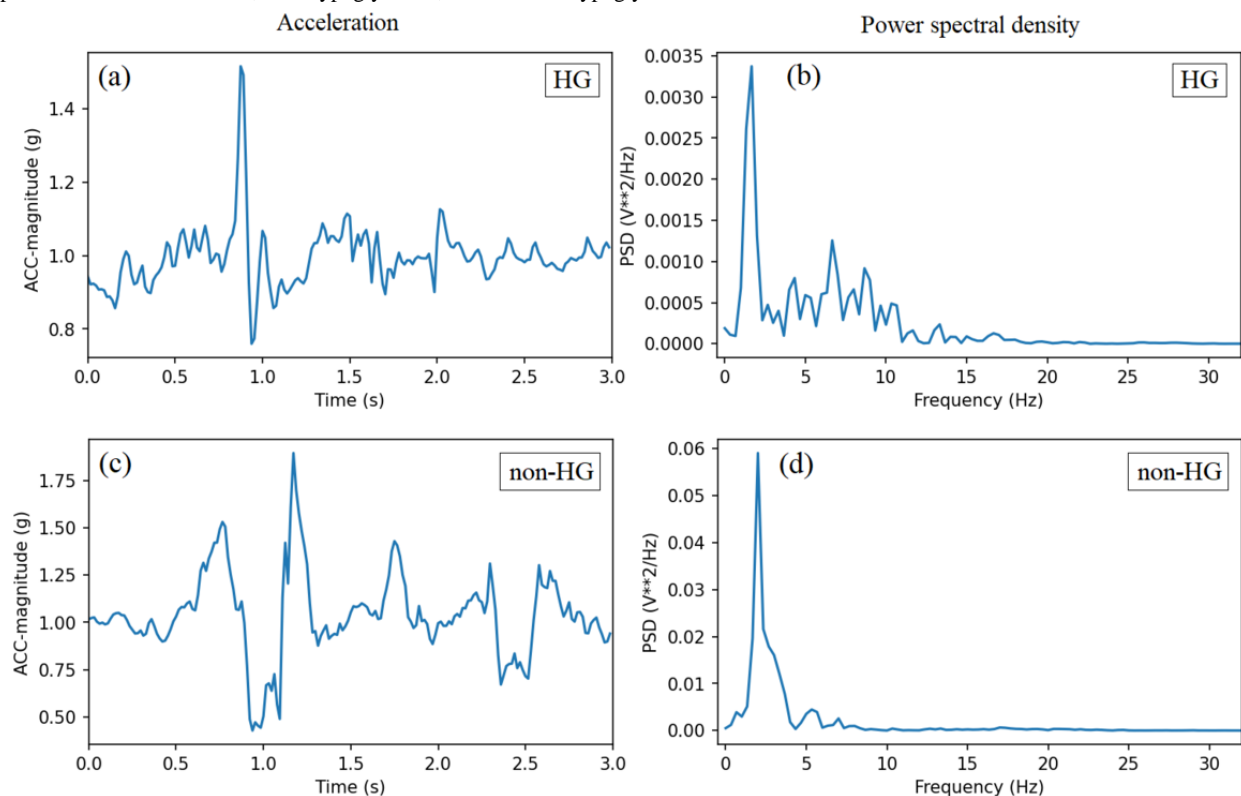 Acceleration
Power spectral density
(a)
HG
ACC-magnitude (g)
1.4
1.2
1.0
0.8
0.0 0.5 1.0 1.5 2.0 2.5 3.0
Time (s)
(b)
HG
PSD (V**2/Hz)
0.0035
0.0030
0.0025
0.0020
0.0015
0.0010
0.0005
0.0000
0 5 10 15 20 25 30
Frequency (Hz)
(c)
non-HG
ACC-magnitude (g)
1.75
1.50
1.25
1.00
0.75
0.50
0.0 0.5 1.0 1.5 2.0 2.5 3.0
Time (s)
(d)
non-HG
PSD (V**2/Hz)
0.06
0.05
0.04
0.03
0.02
0.01
0.00
0 5 10 15 20 25 30
Frequency (Hz)